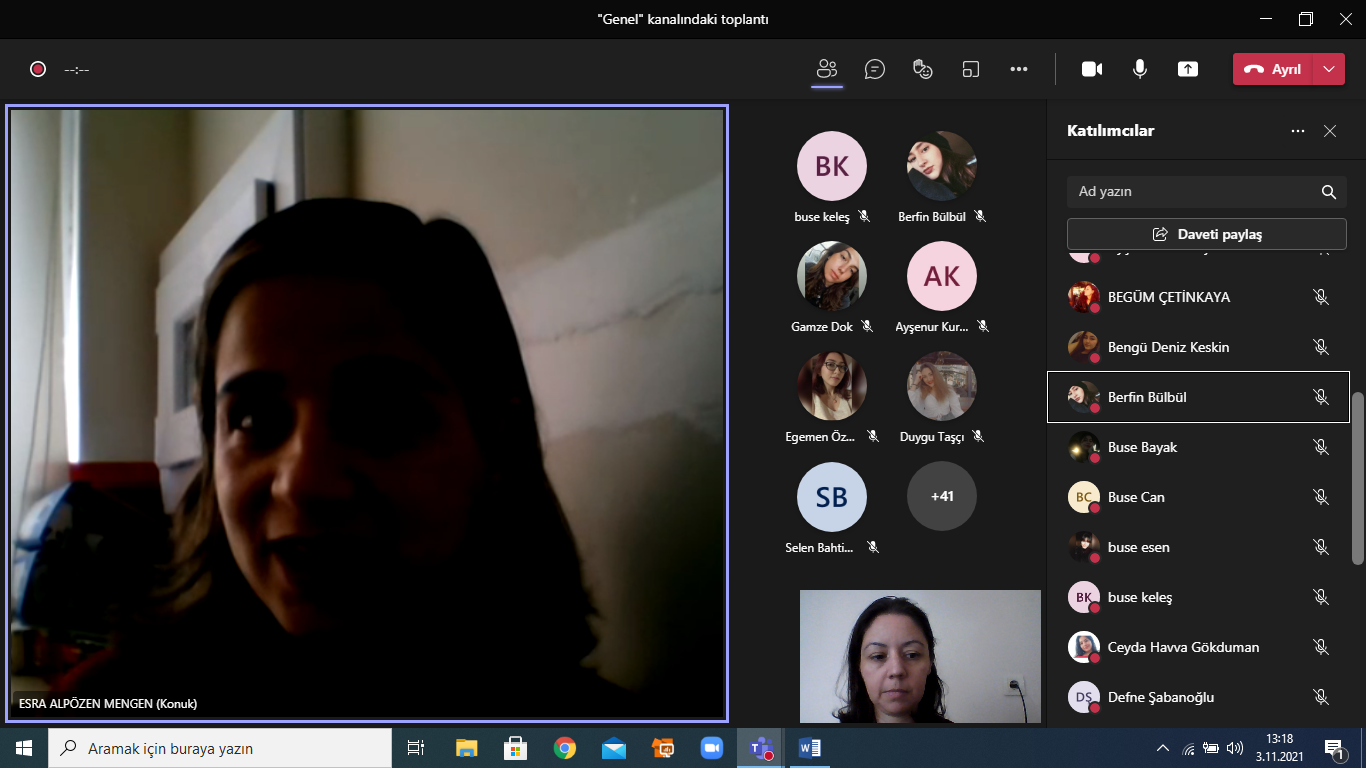 "Genel" kanalındaki toplantı
--:--
Ayrıl
Katılımcılar
Ad yazın
Daveti paylaş
BK
buse keleş
Berfin Bülbül
Gamze Dok
AK
Ayşenur Kur...
Egemen Öz...
Duygu Taşçı
SB
Selen Bahti...
+41
BEGÜM ÇETİNKAYA
Bengü Deniz Keskin
Berfin Bülbül
Buse Bayak
BC
Buse Can
buse esen
BK
buse keleş
Ceyda Havva Gökduman
DŞ
Defne Şabanoğlu
ESRA ALPÖZEN MENGEN (Konuk)
Aramak için buraya yazın
13:18
3.11.2021
1